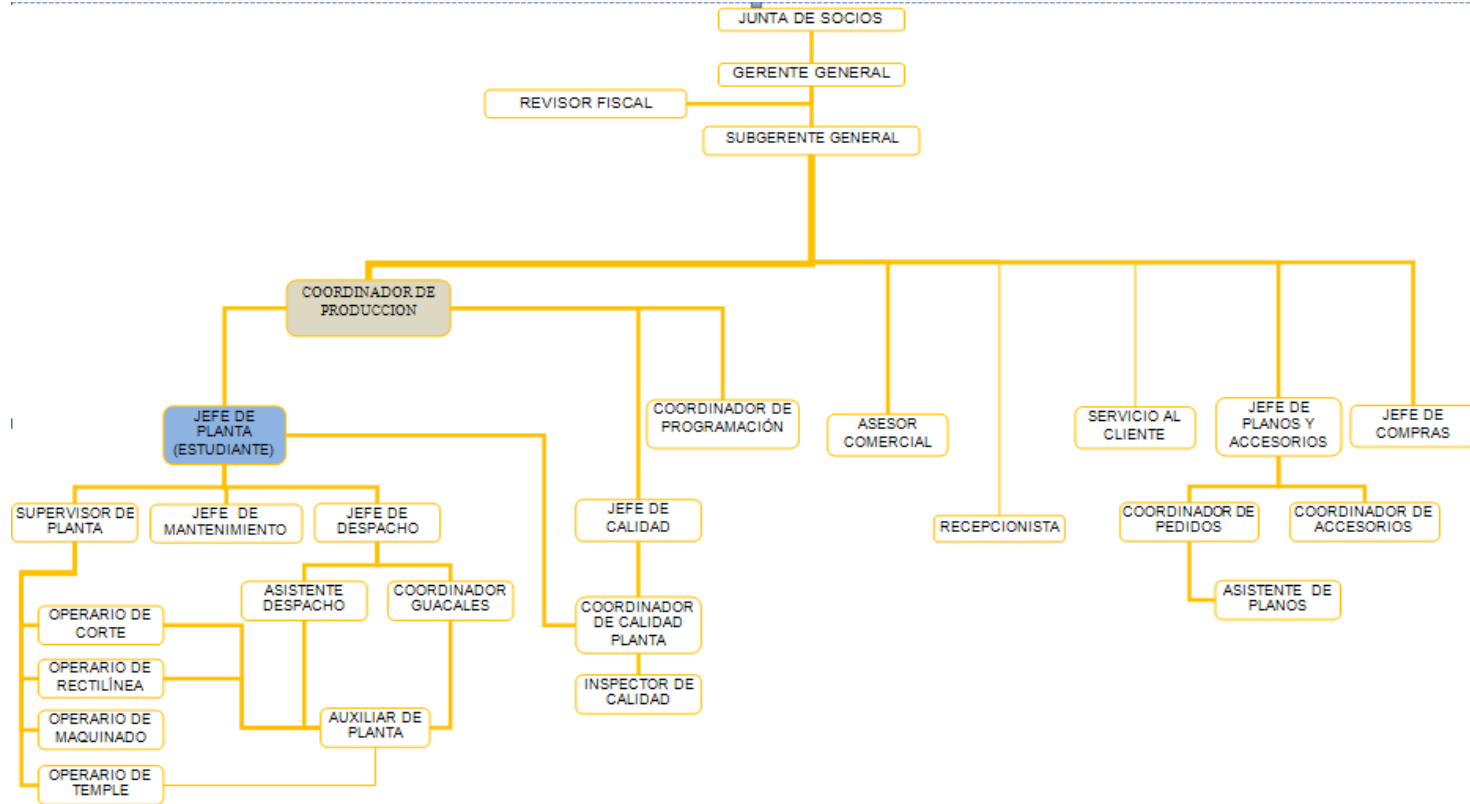 JUNTA DE SOCIOS
GERENTE GENERAL
REVISOR FISCAL
SUBGERENTE GENERAL
COORDINADOR DE
PRODUCCION
JEFE DE
PLANTA
(ESTUDIANTE)
COORDINADOR DE
PROGRAMACIÓN
ASESOR
COMERCIAL
SERVICIO AL
CLIENTE
JEFE DE
PLANOS Y
ACCESORIOS
JEFE DE
COMPRAS
SUPERVISOR DE
PLANTA
JEFE DE
MANTENIMIENTO
JEFE DE
DESPACHO
JEFE DE
CALIDAD
RECEPCIONISTA
COORDINADOR DE
PEDIDOS
COORDINADOR DE
ACCESORIOS
ASISTENTE
DESPACHO
COORDINADOR
GUACALES
ASISTENTE DE
PLANOS
OPERARIO DE
CORTE
COORDINADOR
DE CALIDAD
PLANTA
OPERARIO DE
RECTILÍNEA
INSPECTOR DE
CALIDAD
OPERARIO DE
MAQUINADO
AUXILIAR DE
PLANTA
OPERARIO DE
TEMPLE